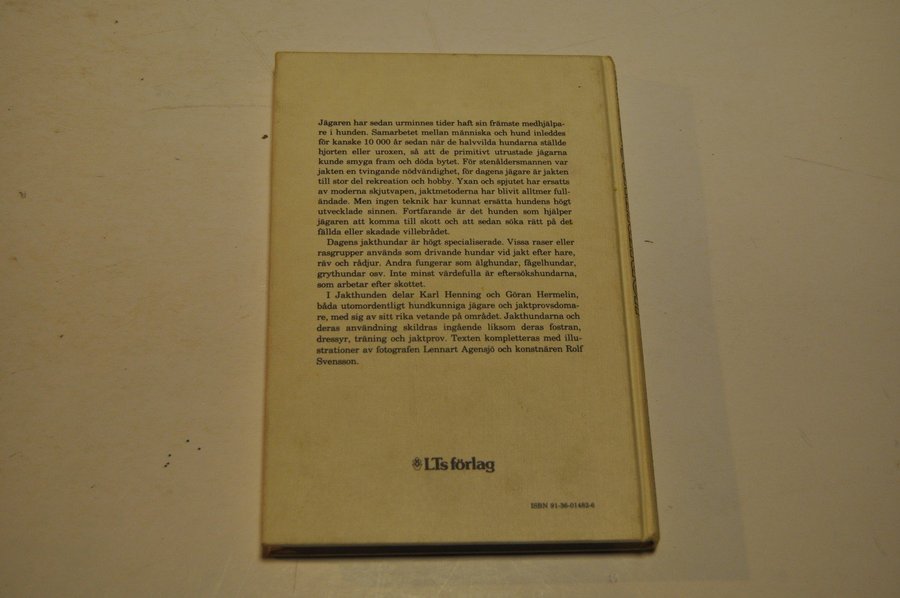 Jägaren har sedan urminnes tider haft sin främste medhjälpa-
re i hunden. Samarbetet mellan människa och hund inleddes
för kanske 10 000 år sedan när de halvvilda hundarna ställde
hjorten eller uroxen, så att de primitivt utrustade jägarna
kunde smyga fram och döda bytet. För stenåldersmannen var
jakten en tvingande nödvändighet, för dagens jägare är jakten
till stor del rekreation och hobby. Yxan och spjutet har ersatts
av moderna skjutvapen, jaktmetoderna har blivit alltmer full-
ändade. Men ingen teknik har kunnat ersätta hundens högt
utvecklade sinnen. Fortfarande är det hunden som hjälper
jägaren att komma till skott och att sedan söka rätt på det
fällda eller skadade villebrådet.
Dagens jakthundar är högt specialiserade. Vissa raser eller
rasgrupper används som drivande hundar vid jakt efter hare,
räv och rådjur. Andra fungerar som älghundar, fågelhundar,
grythundar osv. Inte minst värdefulla är eftersökshundarna,
som arbetar efter skottet.
I Jakthunden delar Karl Henning och Göran Hermelin,
båda utomordentligt hundkunniga jägare och jaktprovsdoma-
re, med sig av sitt rika vetande på området. Jakthundarna och
deras användning skildras ingående liksom deras fostran,
dressyr, träning och jaktprov. Texten kompletteras med illu-
strationer av fotografen Lennart Agensjö och konstnären Rolf
Svensson.
LTs förlag
ISBN 91-36-01482-6